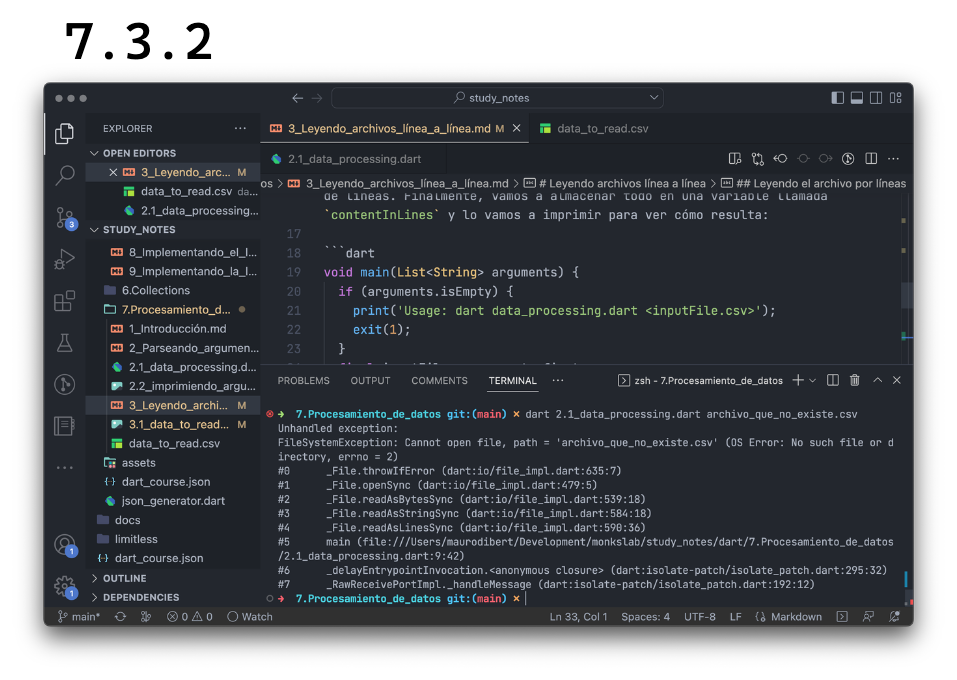 7.3.2
study_notes
EXPLORER
3_Leyendo_archivos_línea_a_línea.md M
data_to_read.csv
OPEN EDITORS
2.1_data_processing.dart
3_Leyendo_arc... M
data_to_read.csv da...
2.1_data_processing...
os > 3_Leyendo_archivos_línea_a_línea.md > # Leyendo archivos línea a línea > ## Leyendo el archivo por líneas
de líneas. Finalmente, vamos a almacenar todo en una variable llamada
`contentInLines` y lo vamos a imprimir para ver cómo resulta:
17
18 ```dart
19 void main(List<String> arguments) {
20 if (arguments.isEmpty) {
21 print('Usage: dart data_processing.dart <inputFile.csv>');
22 exit(1);
23 }
3
STUDY_NOTES
8_Implementando_el_l...
9_Implementando_la_l...
6.Collections
7.Procesamiento_d...
1_Introducción.md
2_Parseando_argumen...
2.1_data_processing.d...
2.2_imprimiendo_argu...
3_Leyendo_archi... M
3.1_data_to_read... M
data_to_read.csv
assets
dart_course.json
json_generator.dart
docs
limitless
dart_course.json
OUTLINE
DEPENDENCIES
1
1
PROBLEMS OUTPUT COMMENTS TERMINAL ... zsh - 7.Procesamiento_de_datos
7.Procesamiento_de_datos git:(main) × dart 2.1_data_processing.dart archivo_que_no_existe.csv
Unhandled exception:
FileSystemException: Cannot open file, path = 'archivo_que_no_existe.csv' (OS Error: No such file or d
irectory, errno = 2)
#0 _File.throwIfError (dart:io/file_impl.dart:635:7)
#1 _File.openSync (dart:io/file_impl.dart:479:5)
#2 _File.readAsBytesSync (dart:io/file_impl.dart:539:18)
#3 _File.readAsStringSync (dart:io/file_impl.dart:584:18)
#4 _File.readAsLinesSync (dart:io/file_impl.dart:590:36)
#5 main (file:///Users/maurodibert/Development/monkslab/study_notes/dart/7.Procesamiento_de_datos
/2.1_data_processing.dart:9:42)
#6 _delayEntrypointInvocation.<anonymous closure> (dart:isolate-patch/isolate_patch.dart:295:32)
#7 _RawReceivePortImpl._handleMessage (dart:isolate-patch/isolate_patch.dart:192:12)
7.Procesamiento_de_datos git:(main) ×
main* 0 0 Watch Ln 33, Col 1 Spaces: 4 UTF-8 LF Markdown